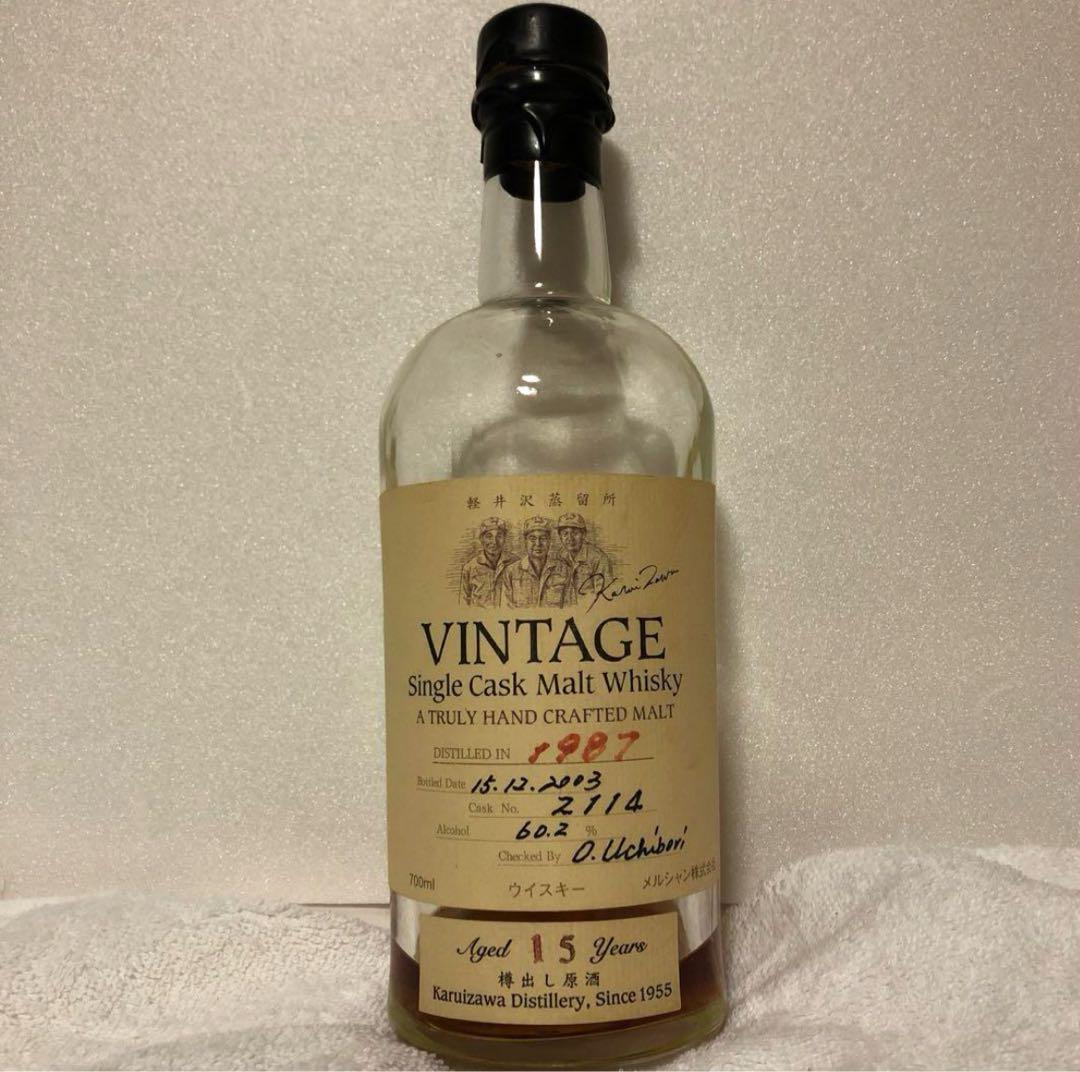 軽井沢蒸留所
Karuizawa
VINTAGE
Single Cask Malt Whisky
A TRULY HAND CRAFTED MALT
DISTILLED IN 1987
Bottled Date 15.12.2003
Cask No. 2114
Alcohol 60.2 %
Checked By O.Uchibori
700ml ウイスキー メルシャン株式会社
Aged 15 Years
樽出し原酒
Karuizawa Distillery, Since 1955